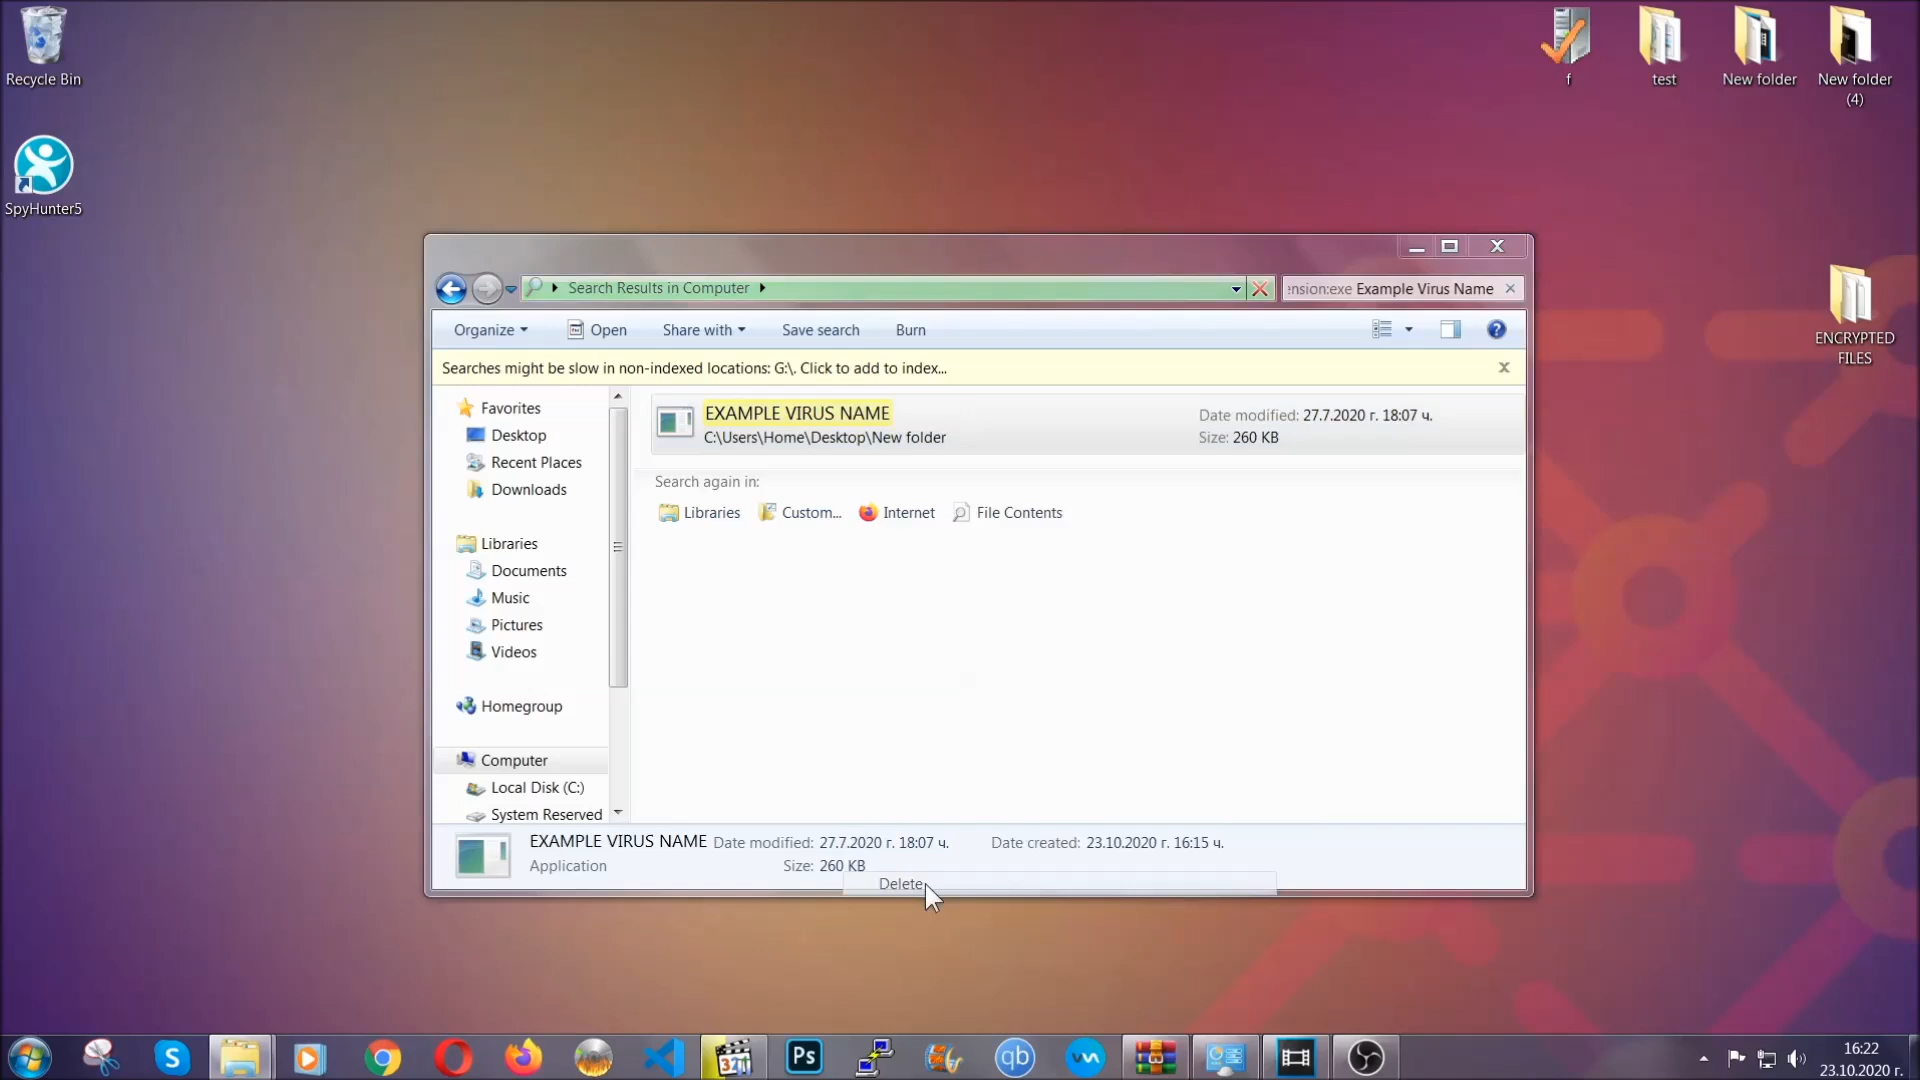 Recycle Bin
SpyHunter5
f
test
New folder
New folder
(4)
ENCRYPTED
FILES
Search Results in Computer
ension:exe Example Virus Name
Organize
Open
Share with
Save search
Burn
Searches might be slow in non-indexed locations: G:\. Click to add to index...
Favorites
Desktop
Recent Places
Downloads
Libraries
Documents
Music
Pictures
Videos
Homegroup
Computer
Local Disk (C:)
System Reserved
EXAMPLE VIRUS NAME
C:\Users\Home\Desktop\New folder
Date modified: 27.7.2020 г. 18:07 ч.
Size: 260 KB
Search again in:
Libraries
Custom...
Internet
File Contents
EXAMPLE VIRUS NAME Date modified: 27.7.2020 г. 18:07 ч. Date created: 23.10.2020 г. 16:15 ч.
Application Size: 260 KB
Delete
S
321
Ps
qb
16:22
23.10.2020 г.